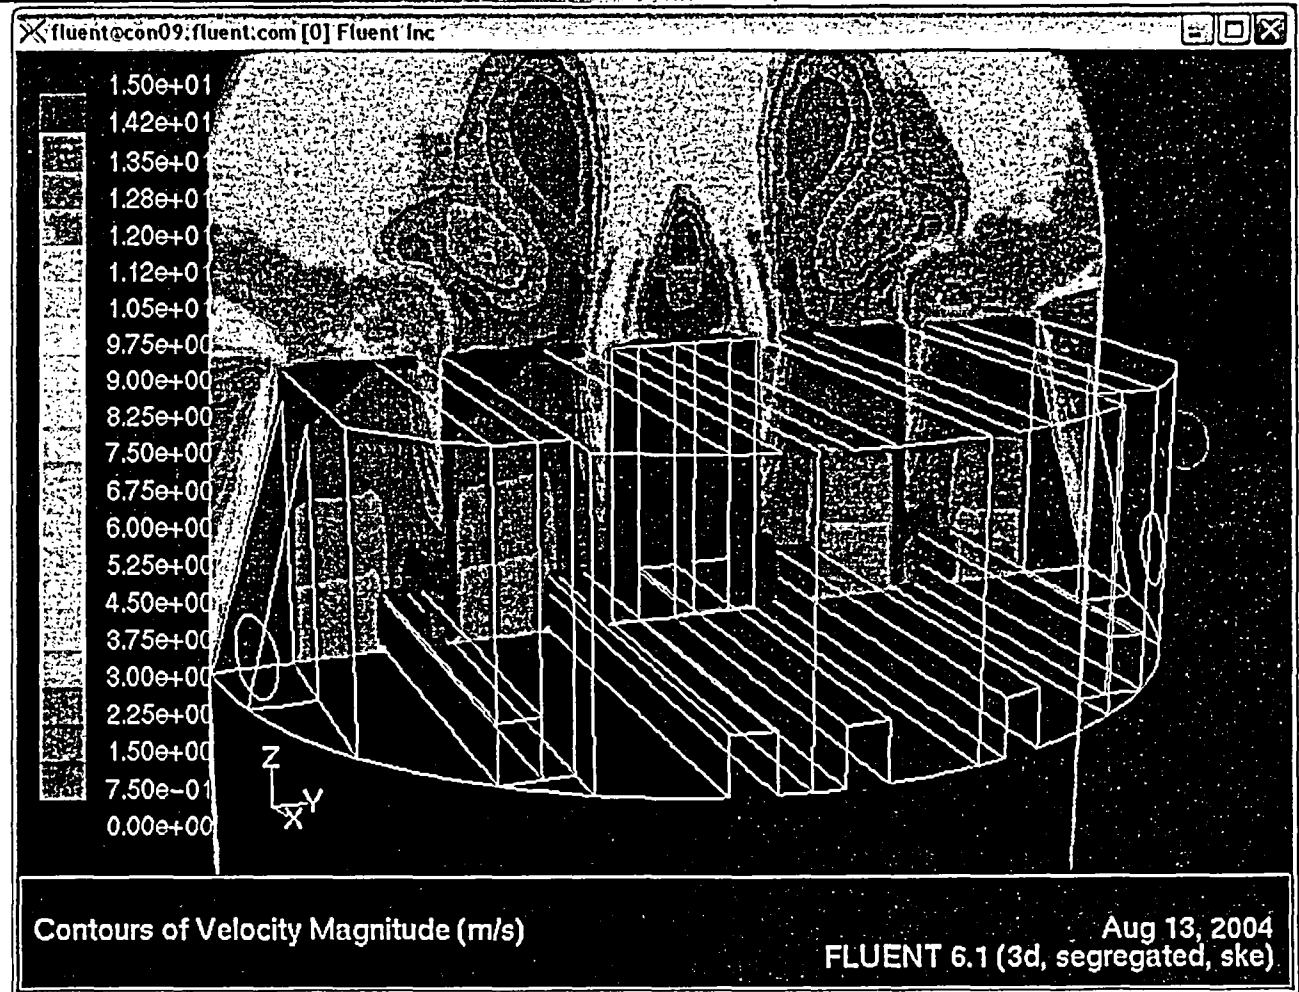 fluent@con09.fluent.com [0] Fluent Inc
1.50e+01
1.42e+01
1.35e+01
1.28e+01
1.20e+01
1.12e+01
1.05e+01
9.75e+00
9.00e+00
8.25e+00
7.50e+00
6.75e+00
6.00e+00
5.25e+00
4.50e+00
3.75e+00
3.00e+00
2.25e+00
1.50e+00
7.50e-01
0.00e+00
Z
Y
X
Contours of Velocity Magnitude (m/s)
Aug 13, 2004
FLUENT 6.1 (3d, segregated, ske)